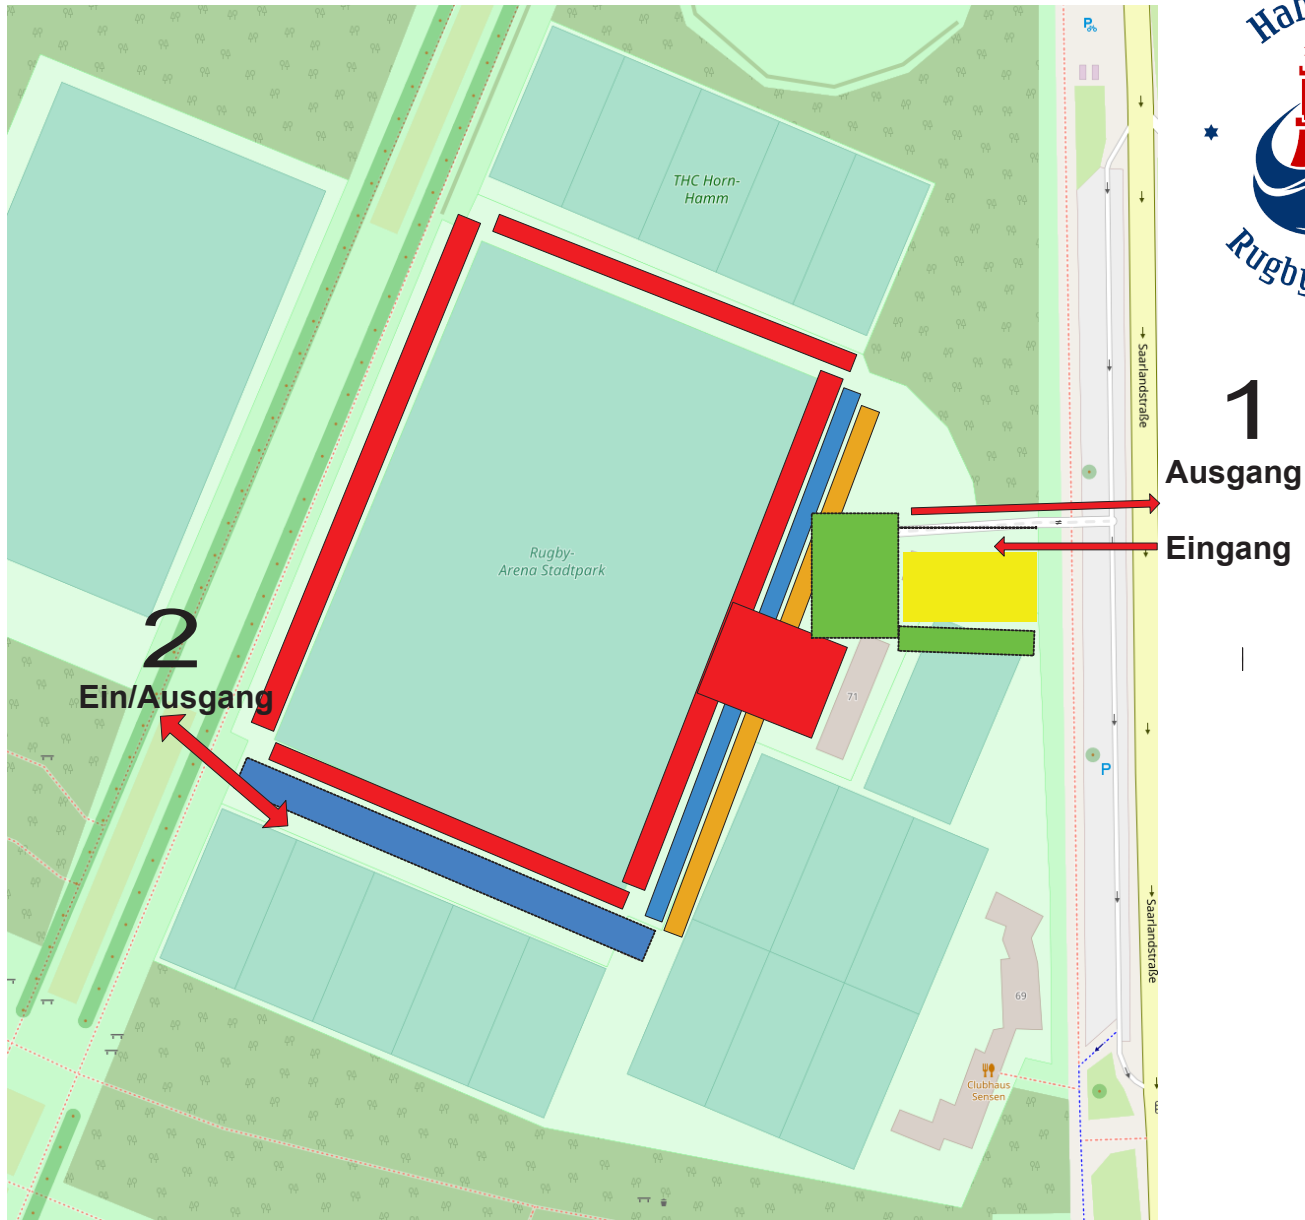 THC Horn-
Hamm
Saarlandstraße
1
Ausgang
Eingang
Rugby-
Arena Stadtpark
2
Ein/Ausgang
71
P
Saarlandstraße
69
Clubhaus
Sensen
P
Rugby